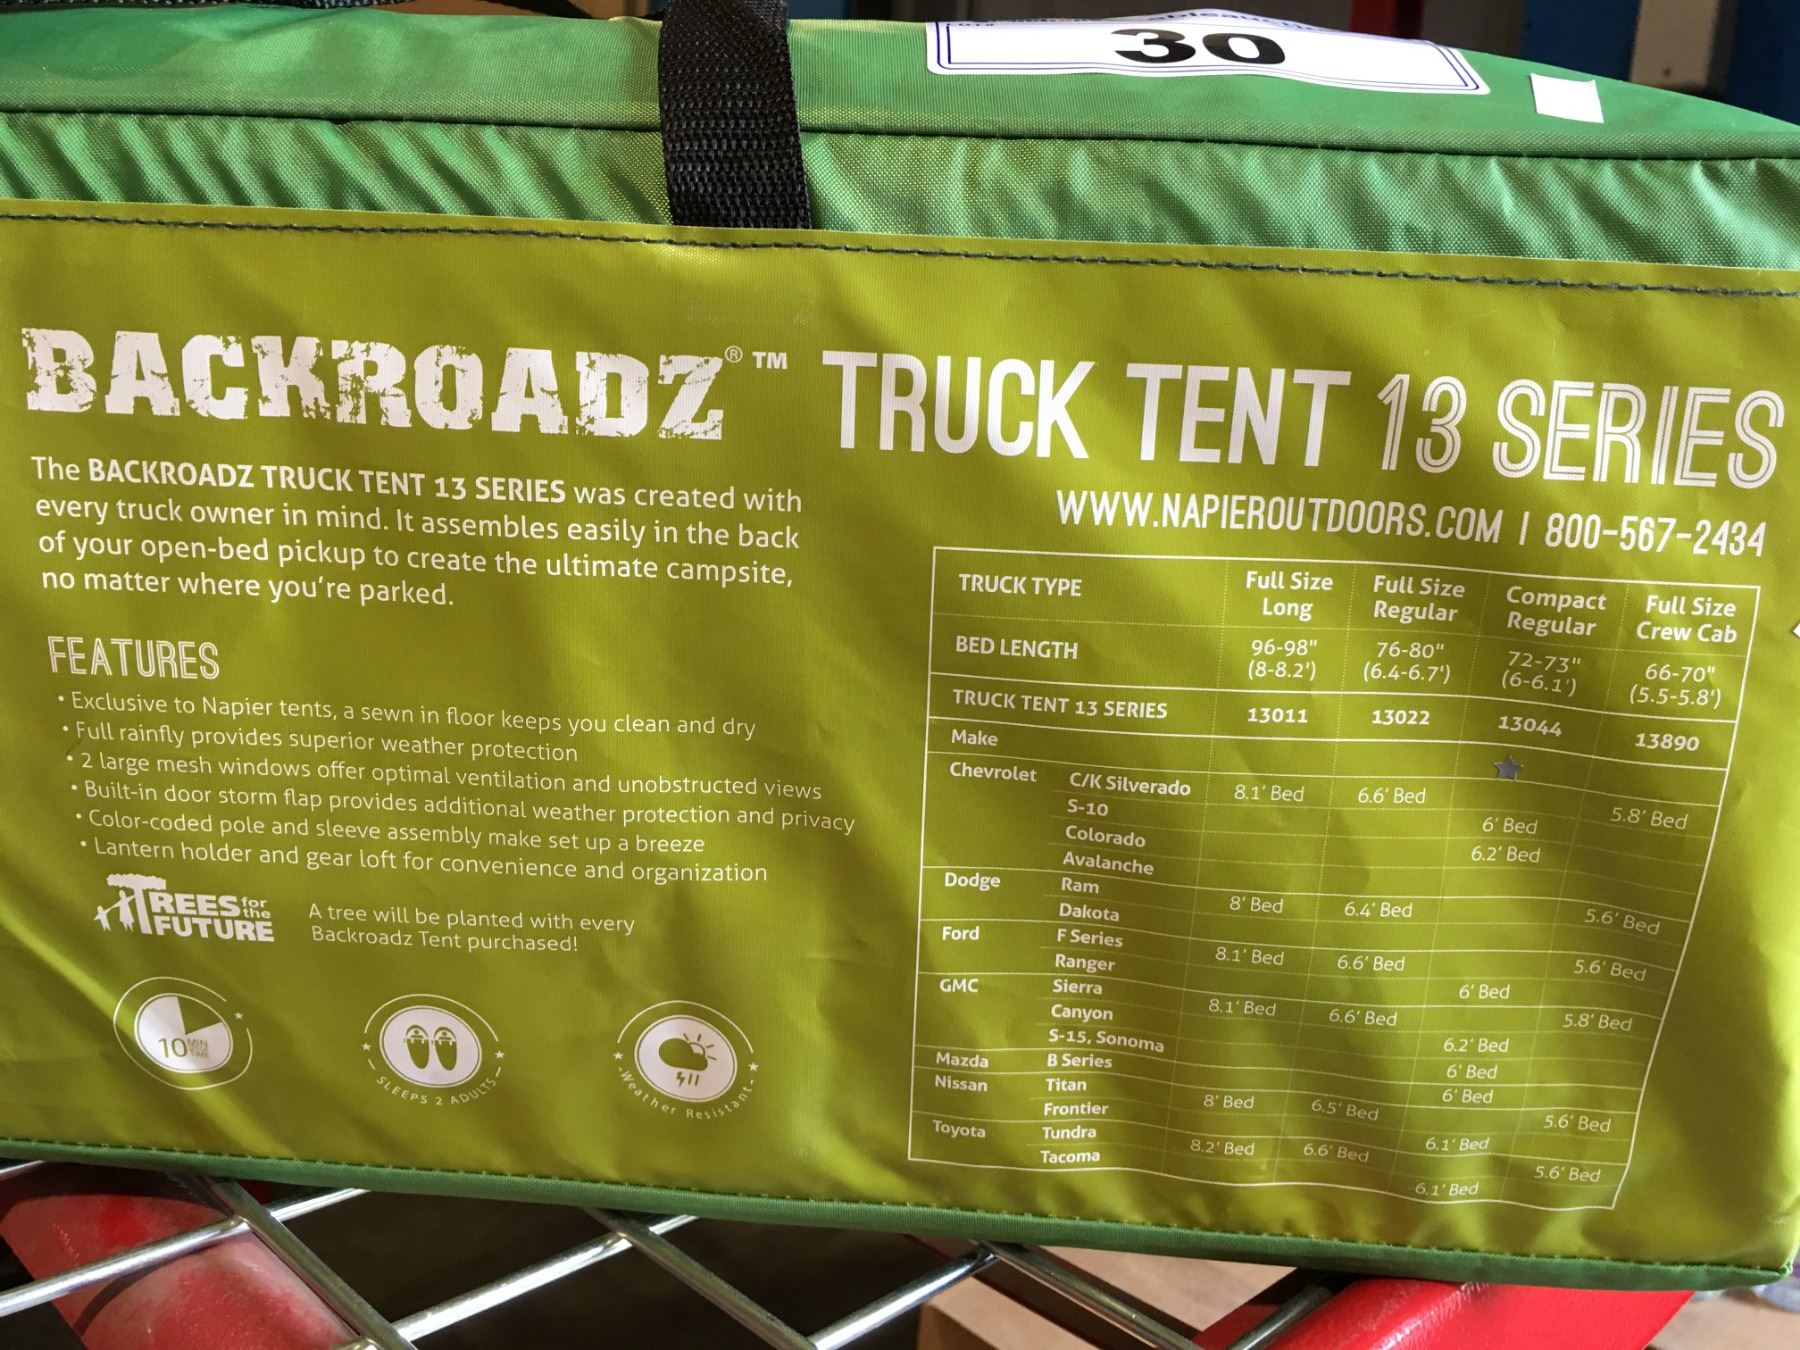 30
BACKROADZ®™ TRUCK TENT 13 SERIES
The BACKROADZ TRUCK TENT 13 SERIES was created with
every truck owner in mind. It assembles easily in the back
of your open-bed pickup to create the ultimate campsite,
no matter where you're parked.
FEATURES
• Exclusive to Napier tents, a sewn in floor keeps you clean and dry
• Full rainfly provides superior weather protection
• 2 large mesh windows offer optimal ventilation and unobstructed views
• Built-in door storm flap provides additional weather protection and privacy
• Color-coded pole and sleeve assembly make set up a breeze
• Lantern holder and gear loft for convenience and organization
TREES for the
FUTURE
A tree will be planted with every
Backroadz Tent purchased!
10 MIN
TIME
SLEEPS 2 ADULTS
Weather Resistant
WWW.NAPIEROUTDOORS.COM | 800-567-2434
TRUCK TYPE Full Size Long Full Size Regular Compact Regular Full Size Crew Cab
BED LENGTH 96-98" (8-8.2') 76-80" (6.4-6.7') 72-73" (6-6.1') 66-70" (5.5-5.8')
TRUCK TENT 13 SERIES 13011 13022 13044 13890
Make
Chevrolet C/K Silverado 8.1' Bed 6.6' Bed 5.8' Bed
S-10 6' Bed
Colorado 6.2' Bed
Avalanche
Dodge Ram 8' Bed 6.4' Bed 5.6' Bed
Dakota
Ford F Series 8.1' Bed 6.6' Bed 5.6' Bed
Ranger 6' Bed
GMC Sierra 8.1' Bed 6.6' Bed 5.8' Bed
Canyon 6.2' Bed
S-15, Sonoma 6' Bed
Mazda B Series 6' Bed
Nissan Titan 8' Bed 6.5' Bed 5.6' Bed
Frontier 6.1' Bed
Toyota Tundra 8.2' Bed 6.6' Bed 5.6' Bed
Tacoma 6.1' Bed